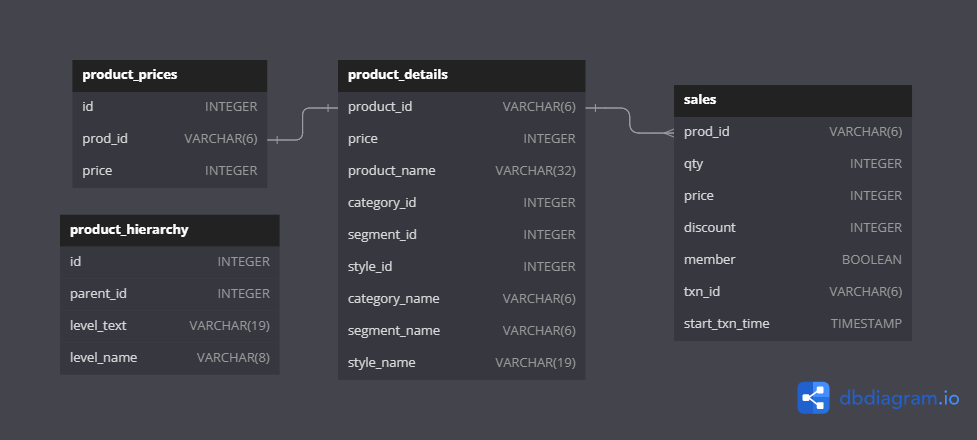 product_prices
id INTEGER
prod_id VARCHAR(6)
price INTEGER
product_hierarchy
id INTEGER
parent_id INTEGER
level_text VARCHAR(19)
level_name VARCHAR(8)
product_details
product_id VARCHAR(6)
price INTEGER
product_name VARCHAR(32)
category_id INTEGER
segment_id INTEGER
style_id INTEGER
category_name VARCHAR(6)
segment_name VARCHAR(6)
style_name VARCHAR(19)
sales
prod_id VARCHAR(6)
qty INTEGER
price INTEGER
discount INTEGER
member BOOLEAN
txn_id VARCHAR(6)
start_txn_time TIMESTAMP
dbdiagram.io